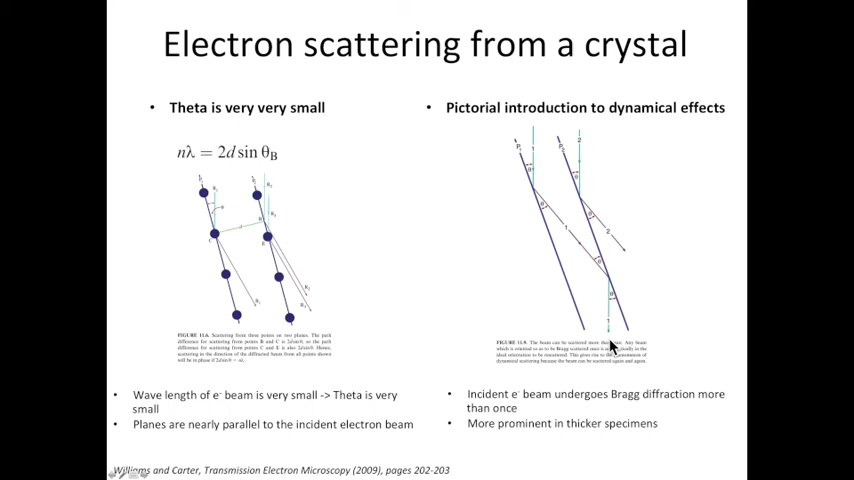 Electron scattering from a crystal
• Theta is very very small
nλ = 2d sin θB
FIGURE 11.6. Scattering from three points on two planes. The path
difference for scattering from points B and C is 2d sinθ, so the path
difference for scattering from points C and E is also 2d sinθ. Hence,
scattering in the direction of the diffracted beam from all points shown
will be in phase if 2d sinθ = nλ.
• Wave length of e- beam is very small -> Theta is very
small
• Planes are nearly parallel to the incident electron beam
• Pictorial introduction to dynamical effects
P1
1
P2
2
θ
θ
θ
θ
1
2
θ
θ
1
FIGURE 11.9. The beam can be scattered more than once. Any beam
which is oriented so as to be Bragg scattered once is in the
ideal orientation to be rescattered. This gives rise to the phenomenon of
dynamical scattering because the beam can be scattered again and again.
• Incident e- beam undergoes Bragg diffraction more
than once
• More prominent in thicker specimens
Williams and Carter, Transmission Electron Microscopy (2009), pages 202-203